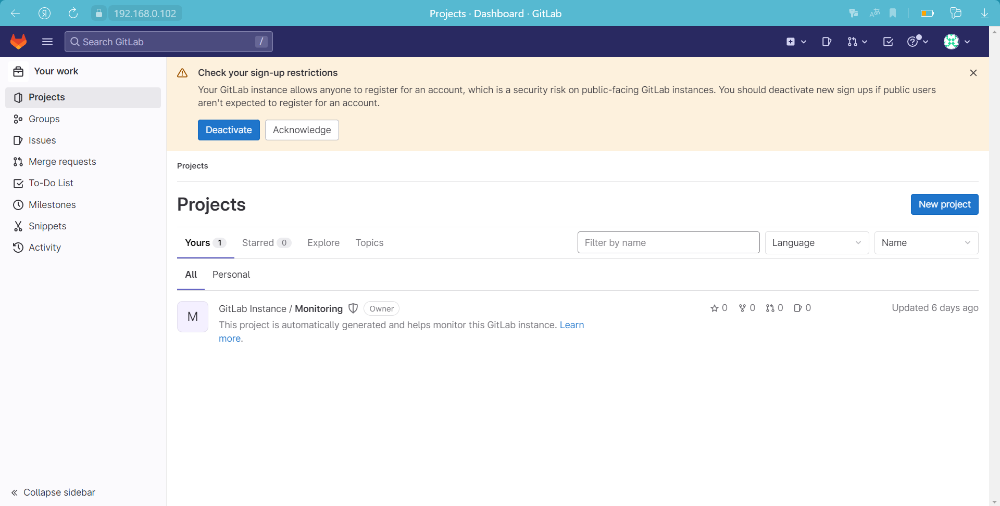 192.168.0.102
Projects · Dashboard · GitLab
Search GitLab
/
Your work
Projects
Groups
Issues
Merge requests
To-Do List
Milestones
Snippets
Activity
Collapse sidebar
Check your sign-up restrictions
Your GitLab instance allows anyone to register for an account, which is a security risk on public-facing GitLab instances. You should deactivate new sign ups if public users
aren't expected to register for an account.
Deactivate Acknowledge
Projects
Projects
New project
Yours 1 Starred 0 Explore Topics
Filter by name
Language
Name
All Personal
M
GitLab Instance / Monitoring Owner
0 0 0 0
Updated 6 days ago
This project is automatically generated and helps monitor this GitLab instance. Learn
more.